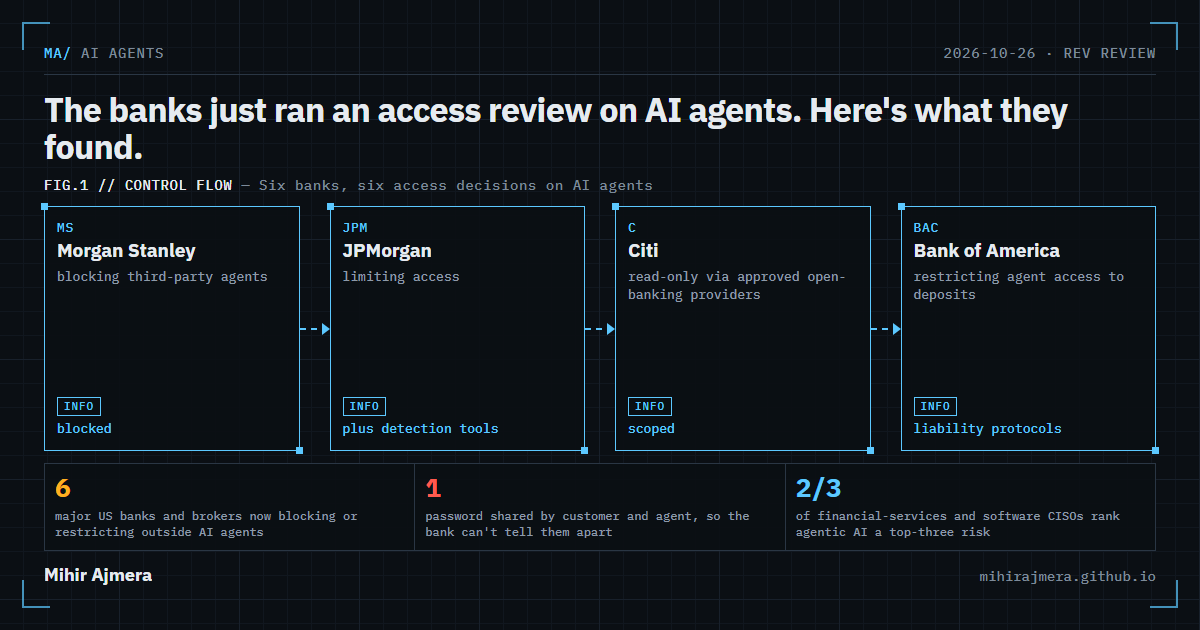 MA/ AI AGENTS
2026-10-26 · REV REVIEW
The banks just ran an access review on AI agents. Here's what they
found.
FIG.1 // CONTROL FLOW — Six banks, six access decisions on AI agents
MS
Morgan Stanley
blocking third-party agents
INFO
blocked
JPM
JPMorgan
limiting access
INFO
plus detection tools
C
Citi
read-only via approved open-
banking providers
INFO
scoped
BAC
Bank of America
restricting agent access to
deposits
INFO
liability protocols
6
major US banks and brokers now blocking or
restricting outside AI agents
1
password shared by customer and agent, so the
bank can't tell them apart
2/3
of financial-services and software CISOs rank
agentic AI a top-three risk
Mihir Ajmera
mihirajmera.github.io